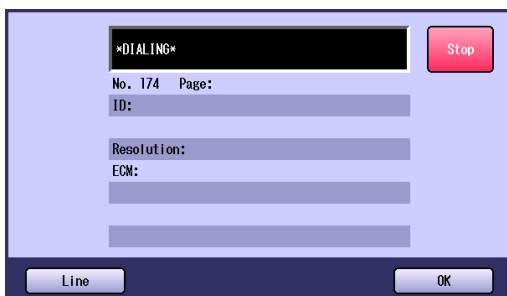 *DIALING*
Stop
No. 174 Page:
ID:
Resolution:
ECM:
Line
OK